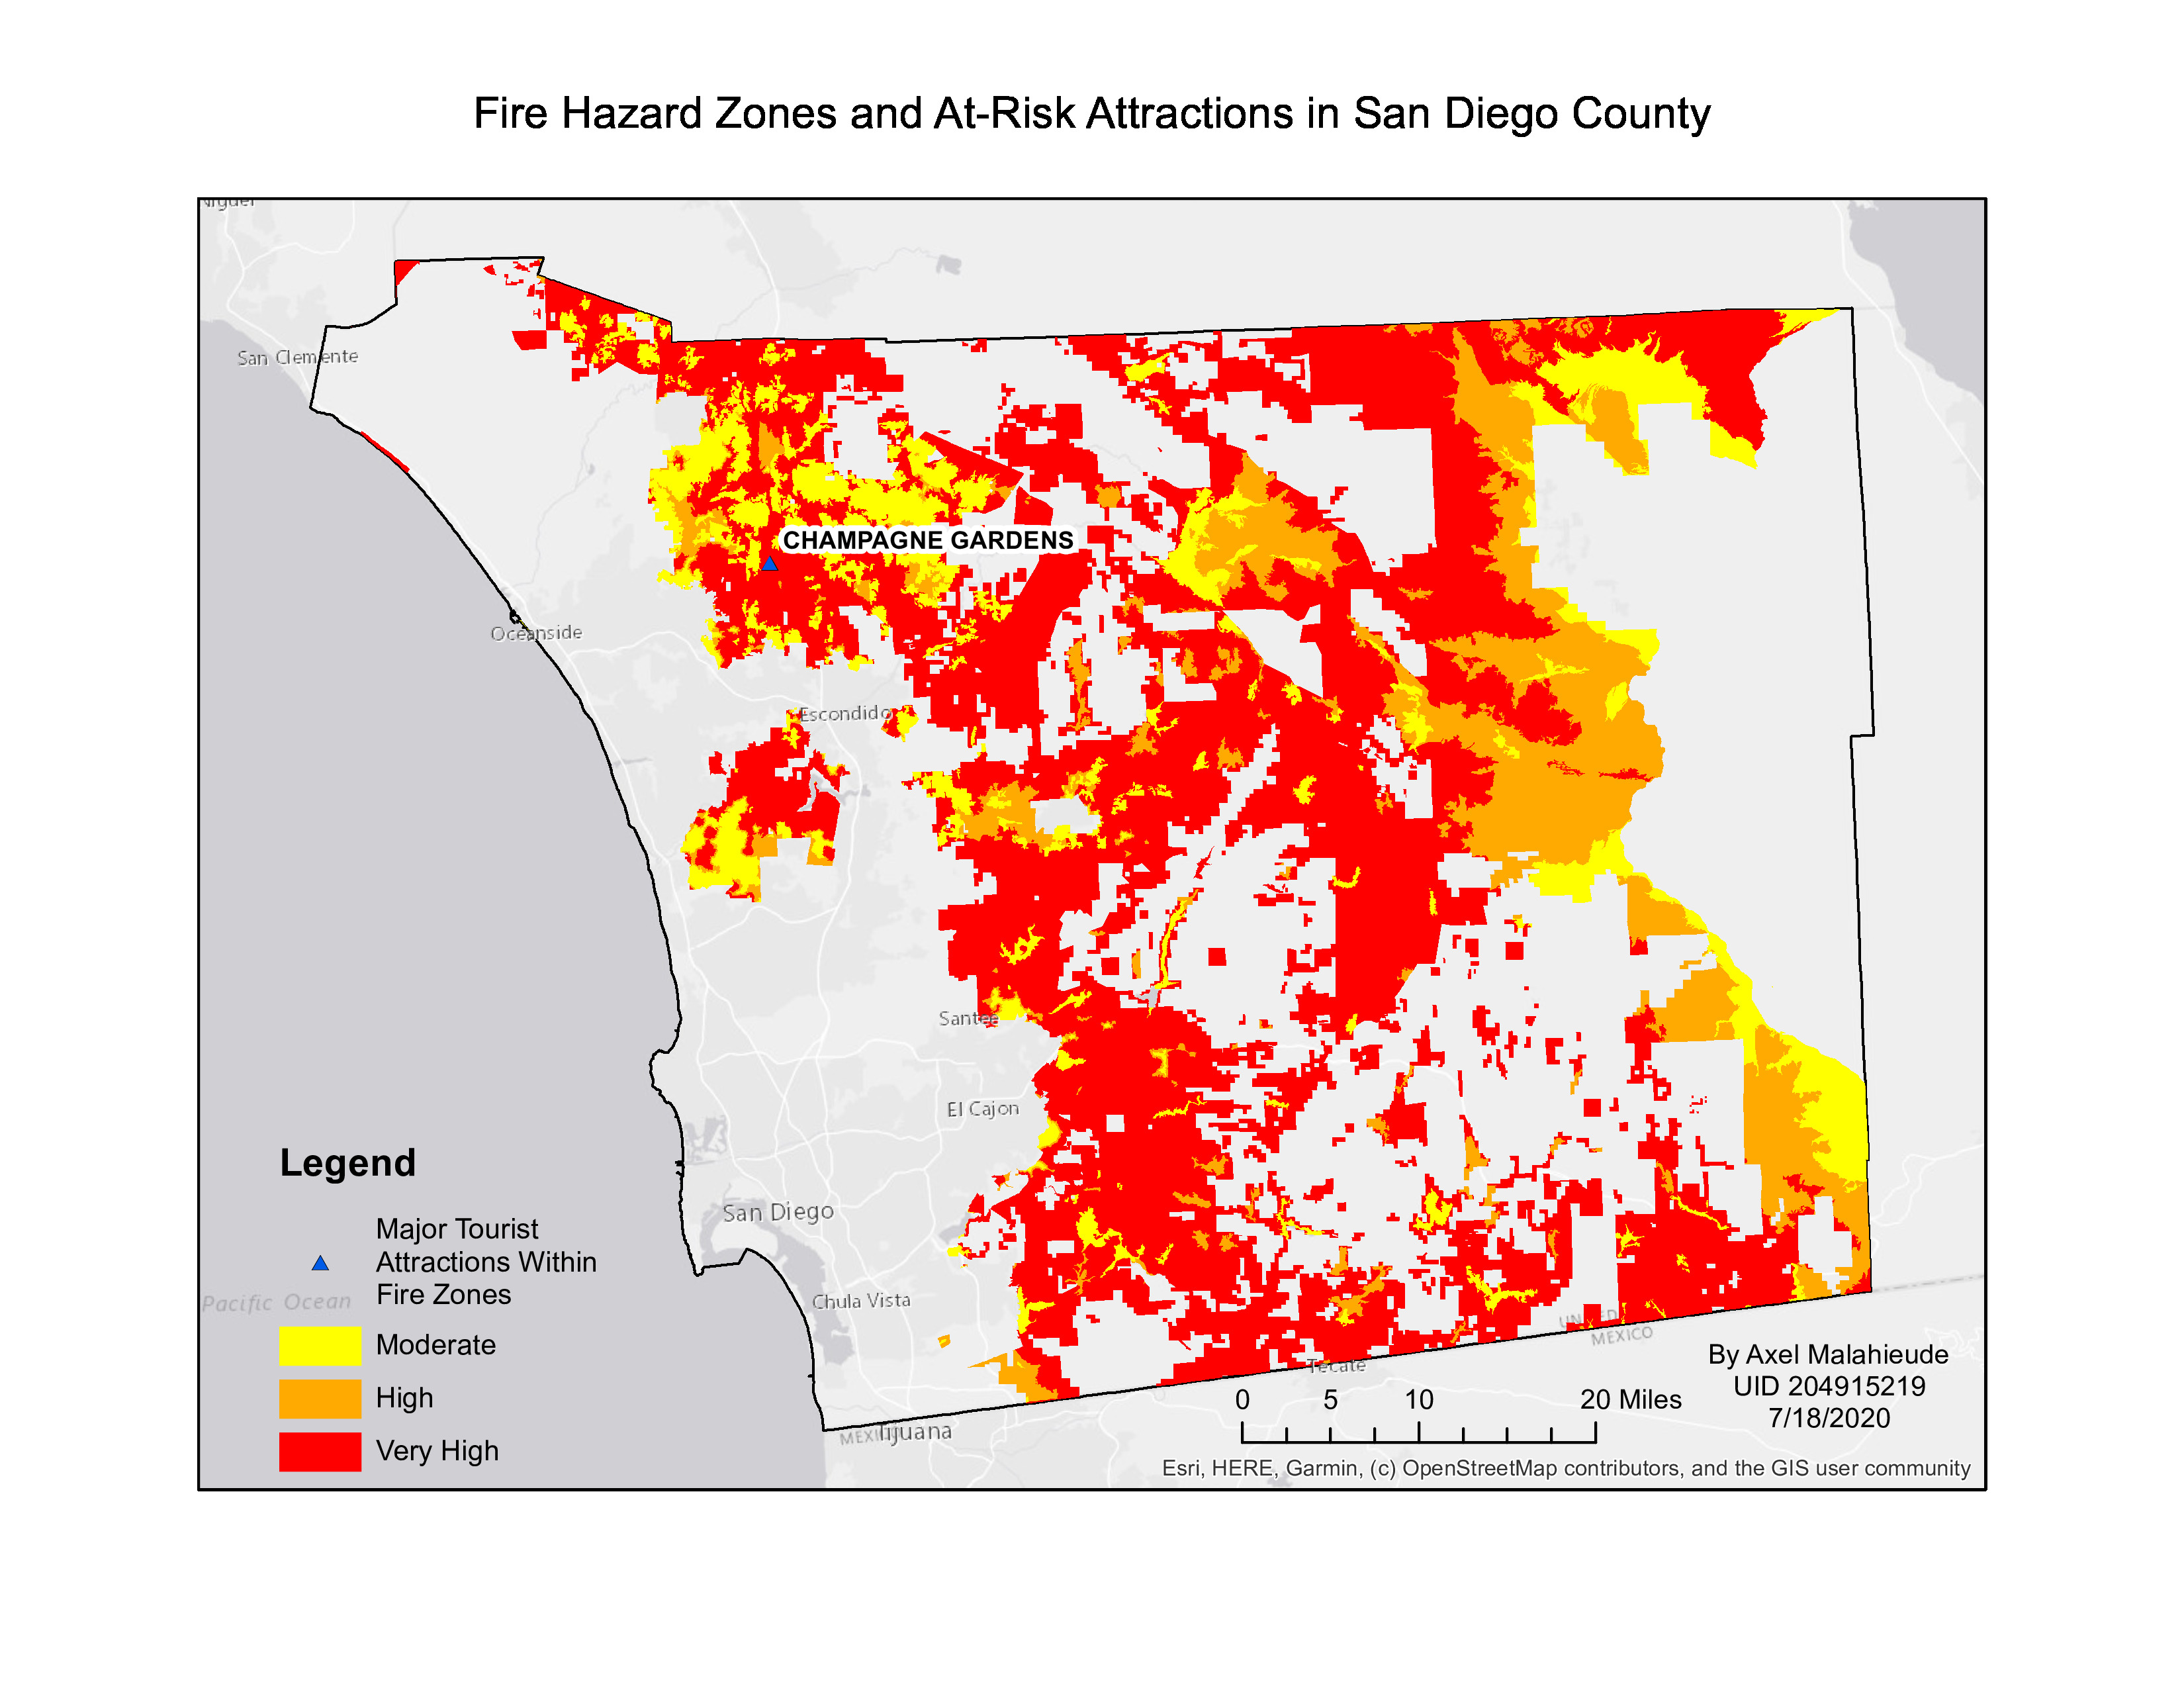 Fire Hazard Zones and At-Risk Attractions in San Diego County
San Clemente
CHAMPAGNE GARDENS
Oceanside
Escondido
Santee
El Cajon
Legend
Major Tourist
Attractions Within
Fire Zones
San Diego
Pacific Ocean
Chula Vista
Moderate
High
Very High
UNITED
MEXICO
Tecate
By Axel Malahieude
UID 204915219
7/18/2020
0 5 10 20 Miles
MEXICO
Tijuana
Esri, HERE, Garmin, (c) OpenStreetMap contributors, and the GIS user community